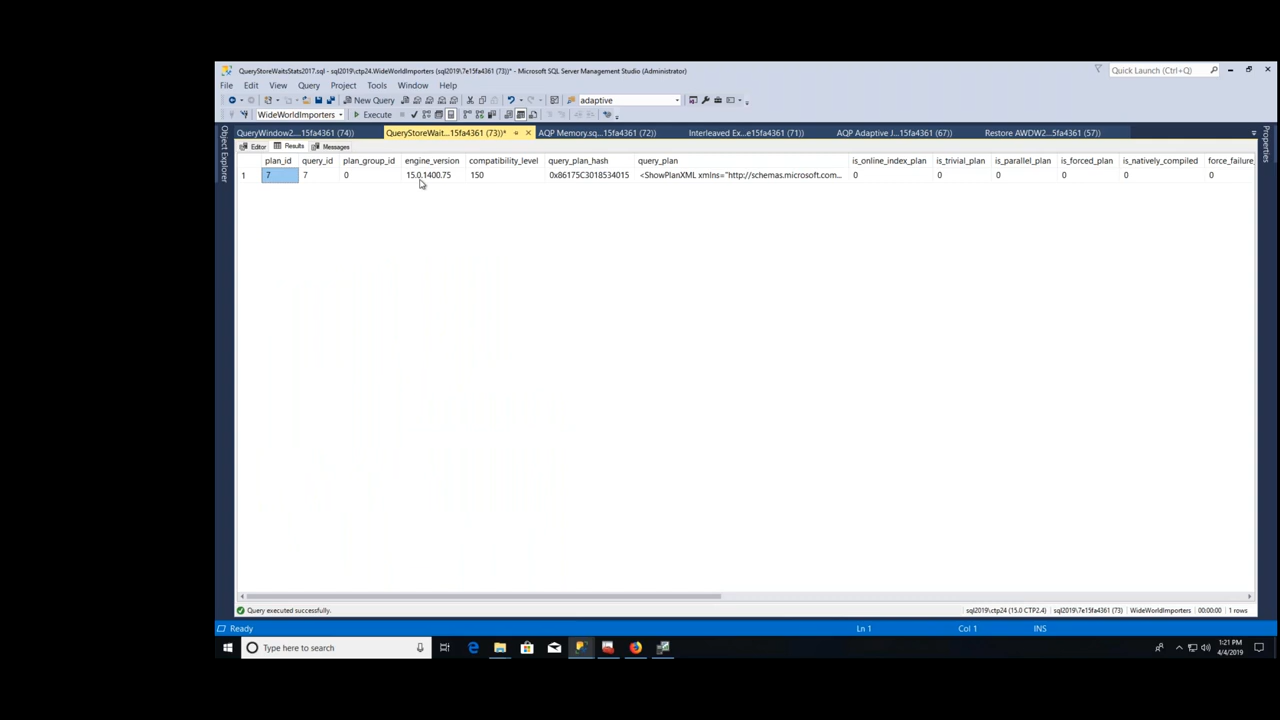 QueryStoreWaitsStats2017.sql - sql2019\ctp24.WideWorldImporters (sql2019\7e15fa4361 (73))* - Microsoft SQL Server Management Studio (Administrator)
Quick Launch (Ctrl+Q)
File Edit View Query Project Tools Window Help
New Query adaptive
WideWorldImporters Execute
QueryWindow2....15fa4361 (74)) QueryStoreWait...15fa4361 (73))* AQP Memory.sq...15fa4361 (72)) Interleaved Ex...e15fa4361 (71)) AQP Adaptive J...15fa4361 (67)) Restore AWDW2...5fa4361 (57))
Object Explorer
Properties
Editor Results Messages
plan_id query_id plan_group_id engine_version compatibility_level query_plan_hash query_plan is_online_index_plan is_trivial_plan is_parallel_plan is_forced_plan is_natively_compiled force_failure_
1 7 7 0 15.0.1400.75 150 0x86175C3018534015 <ShowPlanXML xmlns="http://schemas.microsoft.com... 0 0 0 0 0 0
Query executed successfully. sql2019\ctp24 (15.0 CTP2.4) sql2019\7e15fa4361 (73) WideWorldImporters 00:00:00 1 rows
Ready Ln 1 Col 1 INS
Type here to search
1:21 PM
4/4/2019